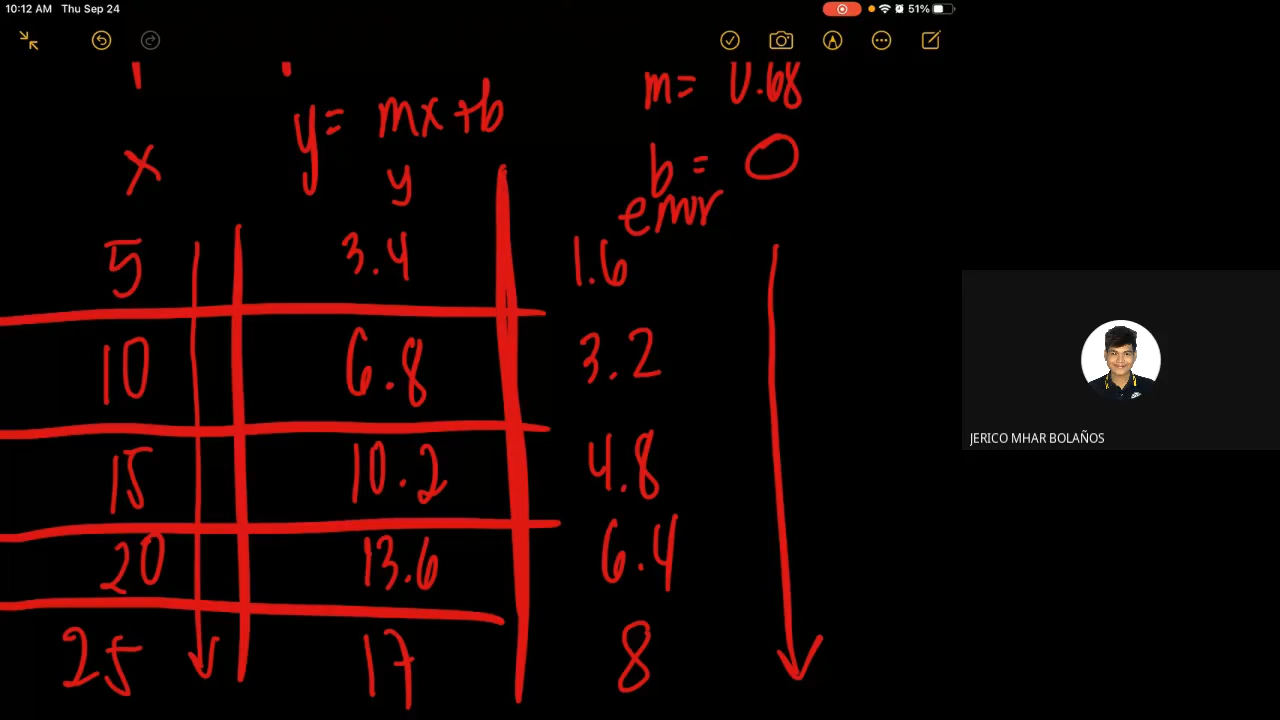 10:12 AM Thu Sep 24
51%
m= 0.68
y= mx+b
b = 0
x y error
5 3.4 1.6
10 6.8 3.2
15 10.2 4.8
20 13.6 6.4
25 17 8
JERICO MHAR BOLAÑOS